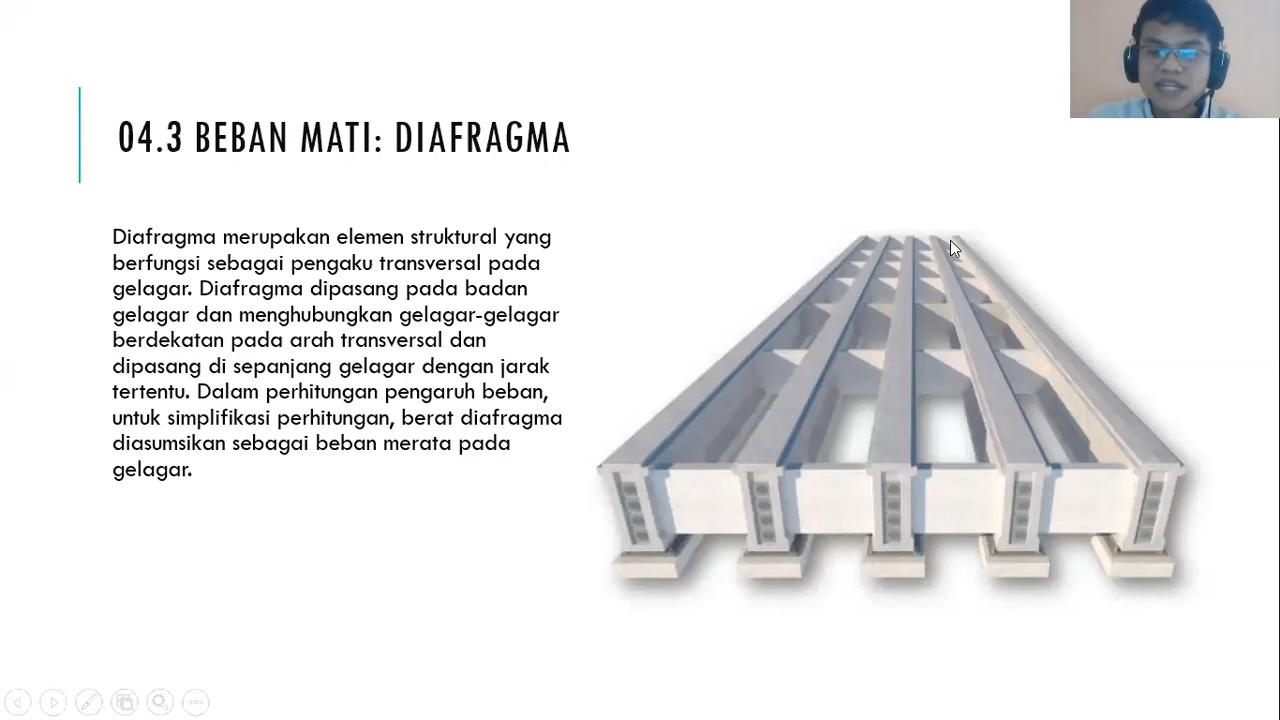 04.3 BEBAN MATI: DIAFRAGMA
Diafragma merupakan elemen struktural yang
berfungsi sebagai pengaku transversal pada
gelagar. Diafragma dipasang pada badan
gelagar dan menghubungkan gelagar-gelagar
berdekatan pada arah transversal dan
dipasang di sepanjang gelagar dengan jarak
tertentu. Dalam perhitungan pengaruh beban,
untuk simplifikasi perhitungan, berat diafragma
diasumsikan sebagai beban merata pada
gelagar.